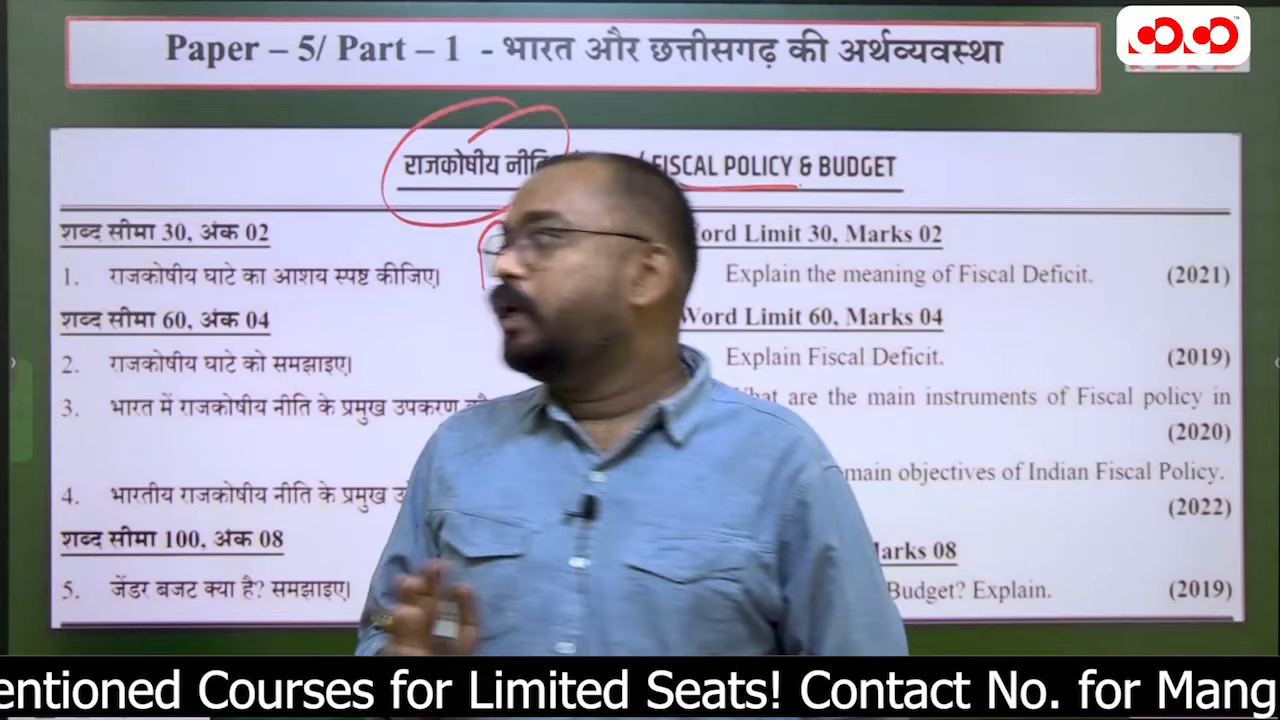 Paper – 5/ Part – 1 - भारत और छत्तीसगढ़ की अर्थव्यवस्था
राजकोषीय नीति / FISCAL POLICY & BUDGET
शब्द सीमा 30, अंक 02 Word Limit 30, Marks 02
1. राजकोषीय घाटे का आशय स्पष्ट कीजिए। Explain the meaning of Fiscal Deficit. (2021)
शब्द सीमा 60, अंक 04 Word Limit 60, Marks 04
2. राजकोषीय घाटे को समझाइए। Explain Fiscal Deficit. (2019)
3. भारत में राजकोषीय नीति के प्रमुख उपकरण What are the main instruments of Fiscal policy in
(2020)
main objectives of Indian Fiscal Policy.
4. भारतीय राजकोषीय नीति के प्रमुख (2022)
शब्द सीमा 100, अंक 08 Marks 08
5. जेंडर बजट क्या है? समझाइए। Budget? Explain. (2019)
entioned Courses for Limited Seats! Contact No. for Mang